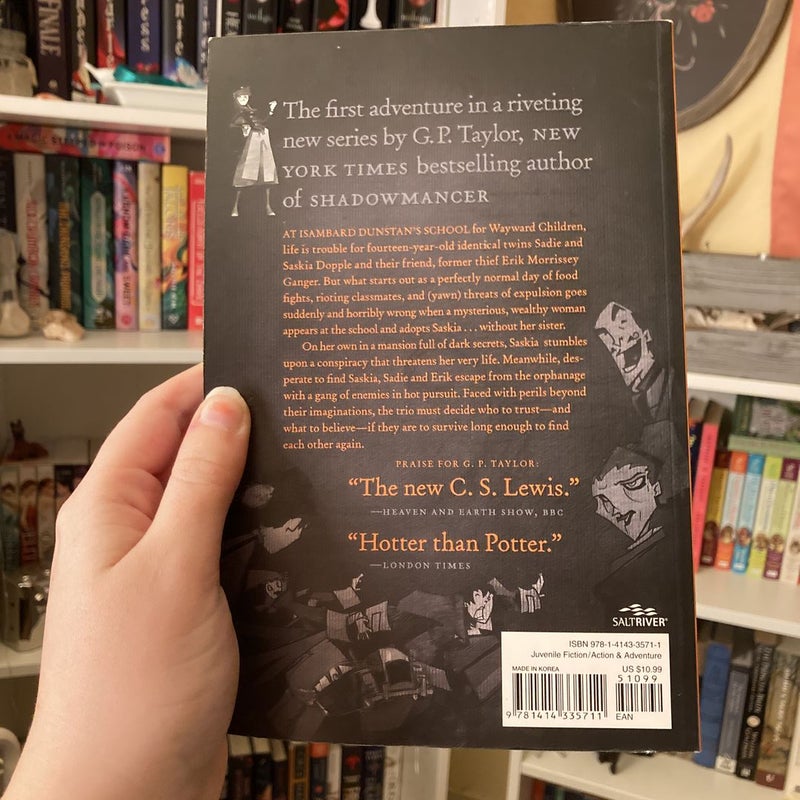 The first adventure in a riveting
new series by G.P. Taylor, NEW
YORK TIMES bestselling author
of SHADOWMANCER
AT ISAMBARD DUNSTAN'S SCHOOL for Wayward Children,
life is trouble for fourteen-year-old identical twins Sadie and
Saskia Dopple and their friend, former thief Erik Morrissey
Ganger. But what starts out as a perfectly normal day of food
fights, rioting classmates, and (yawn) threats of expulsion goes
suddenly and horribly wrong when a mysterious, wealthy woman
appears at the school and adopts Saskia . . . without her sister.
On her own in a mansion full of dark secrets, Saskia stumbles
upon a conspiracy that threatens her very life. Meanwhile, des-
perate to find Saskia, Sadie and Erik escape from the orphanage
with a gang of enemies in hot pursuit. Faced with perils beyond
their imaginations, the trio must decide who to trust—and
what to believe—if they are to survive long enough to find
each other again.
PRAISE FOR G. P. TAYLOR:
“The new C. S. Lewis.”
—HEAVEN AND EARTH SHOW, BBC
“Hotter than Potter.”
—LONDON TIMES
SALTRIVER®
ISBN 978-1-4143-3571-1
Juvenile Fiction/Action & Adventure
MADE IN KOREA
US $10.99
51099
9 781414 335711
EAN
FINALE